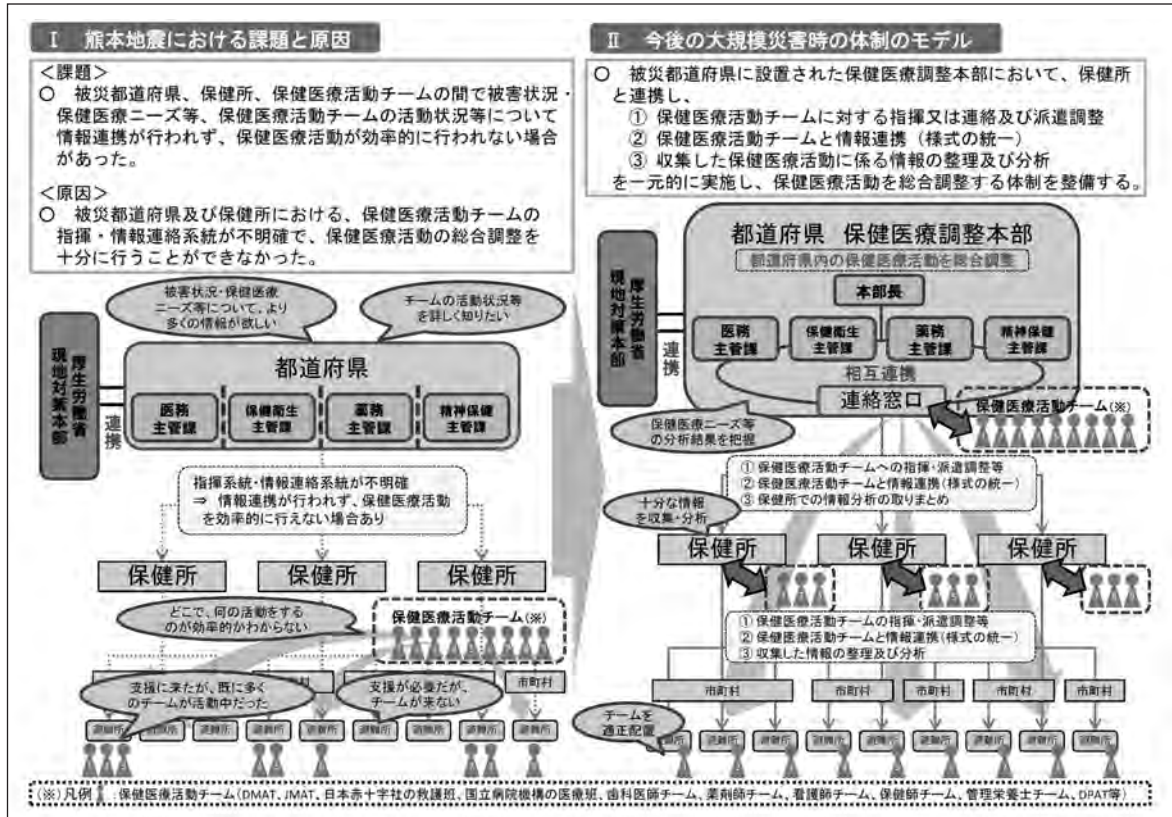 Ⅰ 熊本地震における課題と原因
＜課題＞
○ 被災都道府県、保健所、保健医療活動チームの間で被害状況・
保健医療ニーズ等、保健医療活動チームの活動状況等について
情報連携が行われず、保健医療活動が効率的に行われない場合
があった。
＜原因＞
○ 被災都道府県及び保健所における、保健医療活動チームの
指揮・情報連絡系統が不明確で、保健医療活動の総合調整を
十分に行うことができなかった。
被害状況・保健医療
ニーズ等について、より
多くの情報が欲しい
チームの活動状況等
を詳しく知りたい
厚生労働省
現地対策本部
連携
都道府県
医務
主管課
保健衛生
主管課
薬務
主管課
精神保健
主管課
指揮系統・情報連絡系統が不明確
⇒ 情報連携が行われず、保健医療活動
を効率的に行えない場合あり
保健所
保健所
保健所
どこで、何の活動をする
のが効率的かわからない
保健医療活動チーム(※)
支援に来たが、既に多く
のチームが活動中だった
支援が必要だが、
チームが来ない
市町村
避難所
避難所
避難所
避難所
避難所
避難所
避難所
避難所
Ⅱ 今後の大規模災害時の体制のモデル
○ 被災都道府県に設置された保健医療調整本部において、保健所
と連携し、
① 保健医療活動チームに対する指揮又は連絡及び派遣調整
② 保健医療活動チームと情報連携（様式の統一）
③ 収集した保健医療活動に係る情報の整理及び分析
を一元的に実施し、保健医療活動を総合調整する体制を整備する。
厚生労働省
現地対策本部
連携
都道府県 保健医療調整本部
都道府県内の保健医療活動を総合調整
本部長
医務
主管課
保健衛生
主管課
薬務
主管課
精神保健
主管課
相互連携
連絡窓口
保健医療活動チーム(※)
保健医療ニーズ等
の分析結果を把握
① 保健医療活動チームへの指揮・派遣調整等
② 保健医療活動チームと情報連携(様式の統一)
③ 保健所での情報分析の取りまとめ
十分な情報
を収集・分析
保健所
保健所
保健所
① 保健医療活動チームの指揮・派遣調整等
② 保健医療活動チームと情報連携(様式の統一)
③ 収集した情報の整理及び分析
市町村
市町村
市町村
市町村
市町村
チームを
適正配置
避難所
避難所
避難所
避難所
避難所
避難所
避難所
(※)凡例 :保健医療活動チーム(DMAT、JMAT、日本赤十字社の救護班、国立病院機構の医療班、歯科医師チーム、薬剤師チーム、看護師チーム、保健師チーム、管理栄養士チーム、DPAT等)